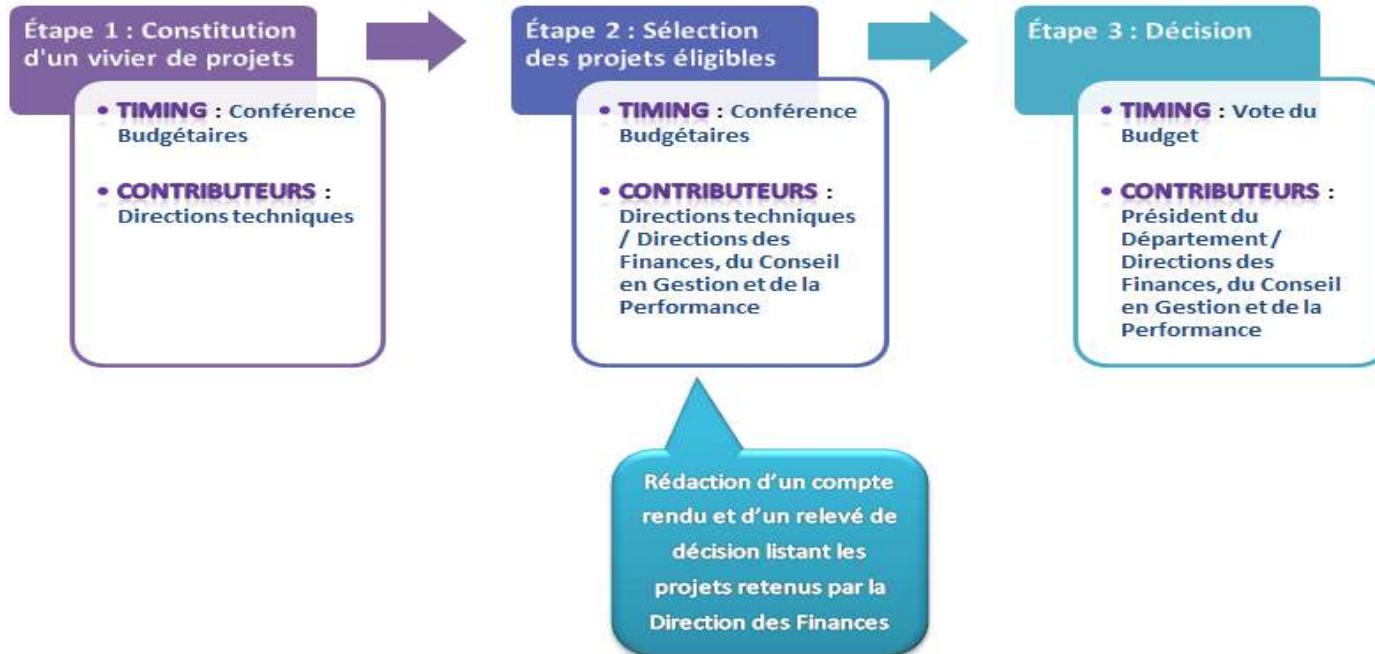 Étape 1 : Constitution
d'un vivier de projets
• TIMING : Conférence
Budgétaires
• CONTRIBUTEURS :
Directions techniques
Étape 2 : Sélection
des projets éligibles
• TIMING : Conférence
Budgétaires
• CONTRIBUTEURS :
Directions techniques
/ Directions des
Finances, du Conseil
en Gestion et de la
Performance
Rédaction d’un compte
rendu et d’un relevé de
décision listant les
projets retenus par la
Direction des Finances
Étape 3 : Décision
• TIMING : Vote du
Budget
• CONTRIBUTEURS :
Président du
Département /
Directions des
Finances, du Conseil
en Gestion et de la
Performance